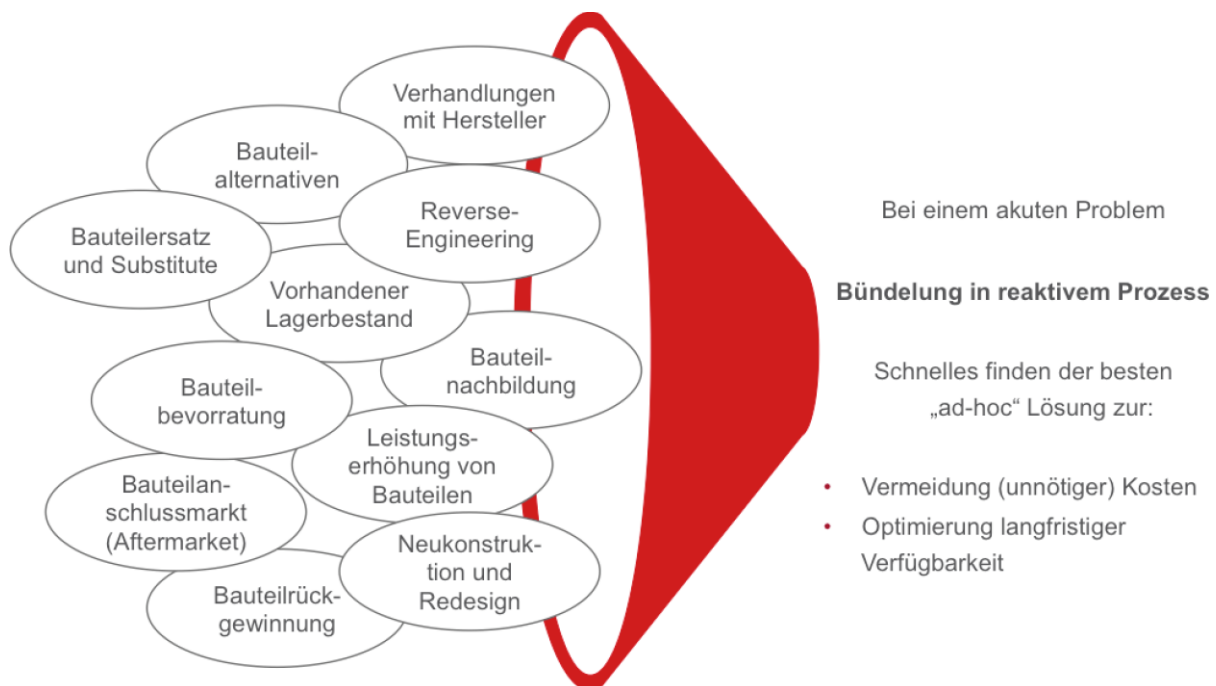 Verhandlungen
mit Hersteller
Bauteil-
alternativen
Reverse-
Engineering
Bauteilersatz
und Substitute
Vorhandener
Lagerbestand
Bauteil-
nachbildung
Bauteil-
bevorratung
Leistungs-
erhöhung von
Bauteilen
Bauteilan-
schlussmarkt
(Aftermarket)
Neukonstruk-
tion und
Redesign
Bauteilrück-
gewinnung
Bei einem akuten Problem
Bündelung in reaktivem Prozess
Schnelles finden der besten
„ad-hoc“ Lösung zur:
• Vermeidung (unnötiger) Kosten
• Optimierung langfristiger
Verfügbarkeit